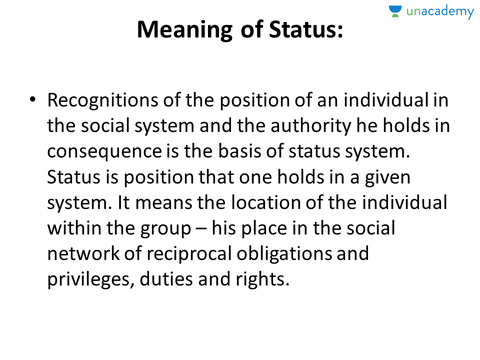 unacademy
Meaning of Status:
• Recognitions of the position of an individual in
the social system and the authority he holds in
consequence is the basis of status system.
Status is position that one holds in a given
system. It means the location of the individual
within the group – his place in the social
network of reciprocal obligations and
privileges, duties and rights.